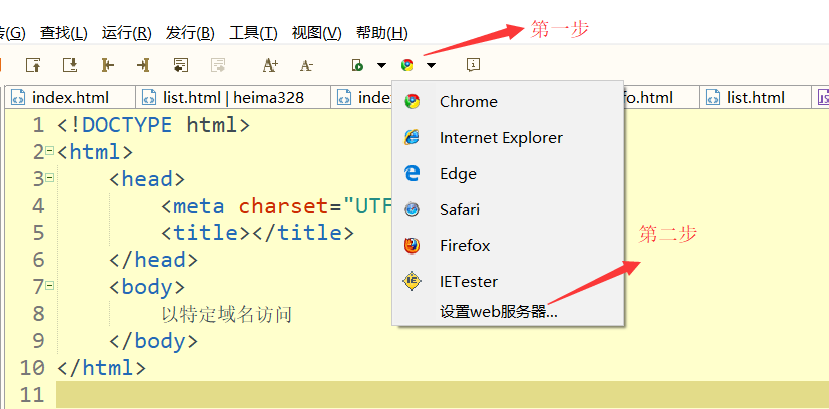 转(G) 查找(L) 运行(R) 发行(B) 工具(T) 视图(V) 帮助(H)
第一步
A+ A-
index.html list.html | heima328 inde fo.html list.html JS
Chrome
Internet Explorer
Edge
Safari
Firefox
IETester
设置web服务器...
第二步
1 <!DOCTYPE html>
2 <html>
3 <head>
4 <meta charset="UTF
5 <title></title>
6 </head>
7 <body>
8 以特定域名访问
9 </body>
10 </html>
11